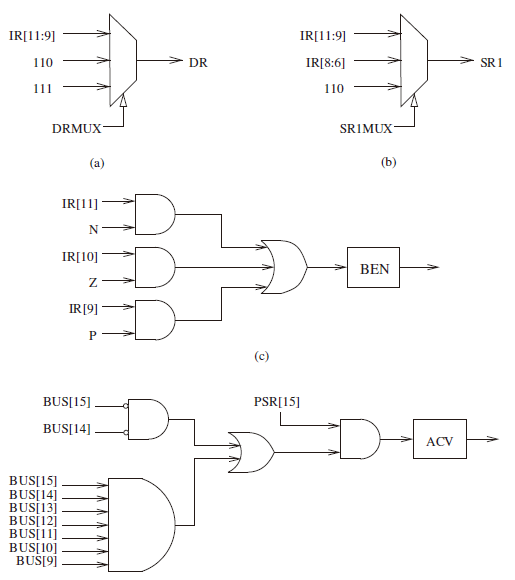 IR[11:9]
110
111
DR
DRMUX
(a)
IR[11:9]
IR[8:6]
110
SR1
SR1MUX
(b)
IR[11]
N
IR[10]
Z
IR[9]
P
BEN
(c)
BUS[15]
BUS[14]
PSR[15]
ACV
BUS[15]
BUS[14]
BUS[13]
BUS[12]
BUS[11]
BUS[10]
BUS[9]